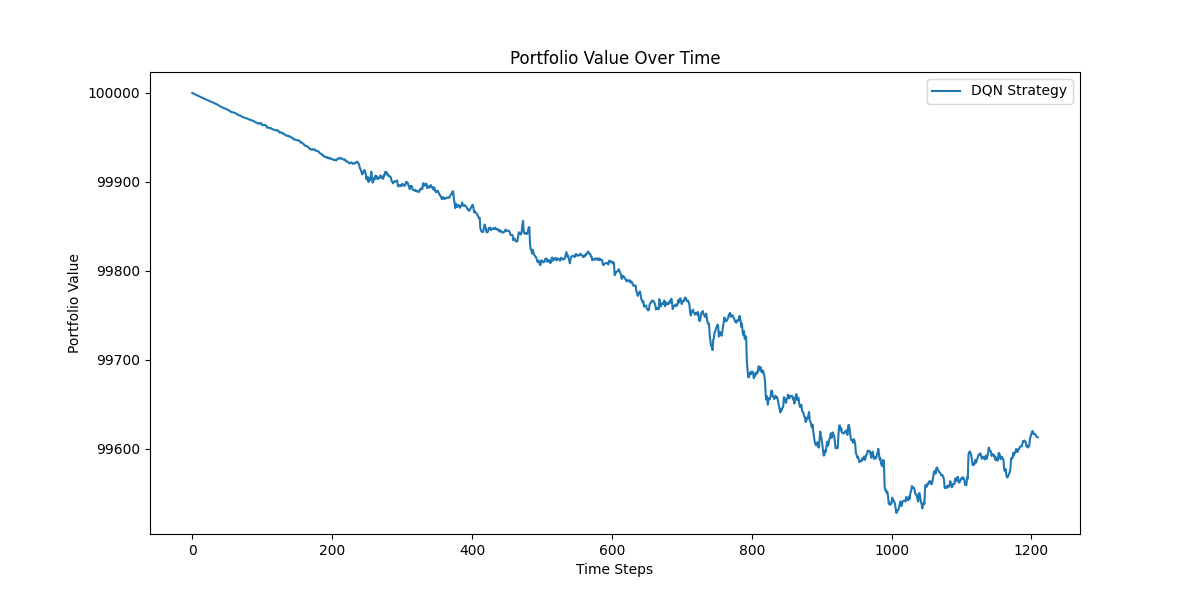 Portfolio Value Over Time
DQN Strategy
Portfolio Value
100000
99900
99800
99700
99600
0 200 400 600 800 1000 1200
Time Steps